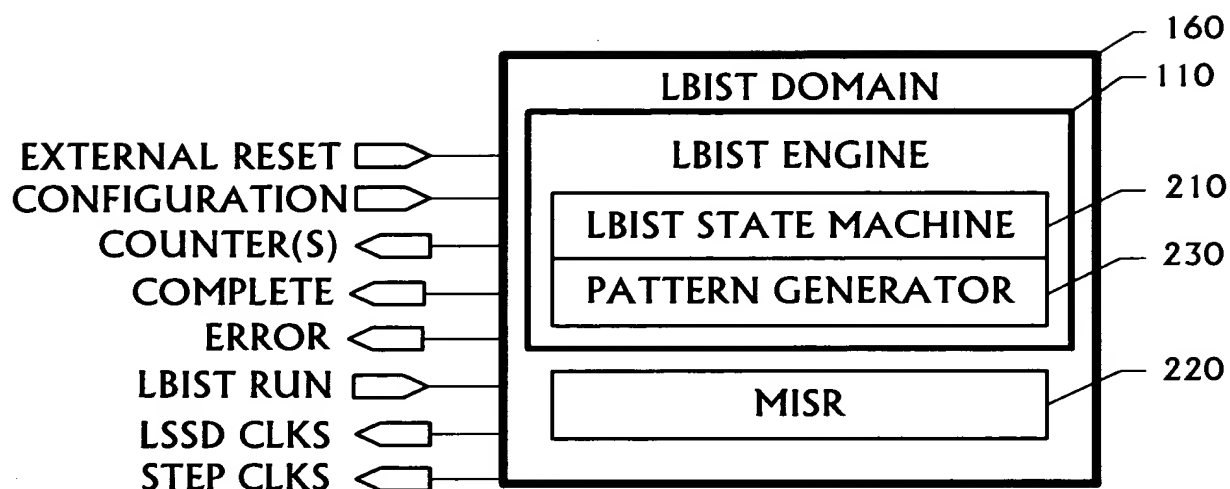 160
LBIST DOMAIN
110
EXTERNAL RESET
LBIST ENGINE
CONFIGURATION
210
LBIST STATE MACHINE
COUNTER(S)
230
PATTERN GENERATOR
COMPLETE
ERROR
220
LBIST RUN
MISR
LSSD CLKS
STEP CLKS